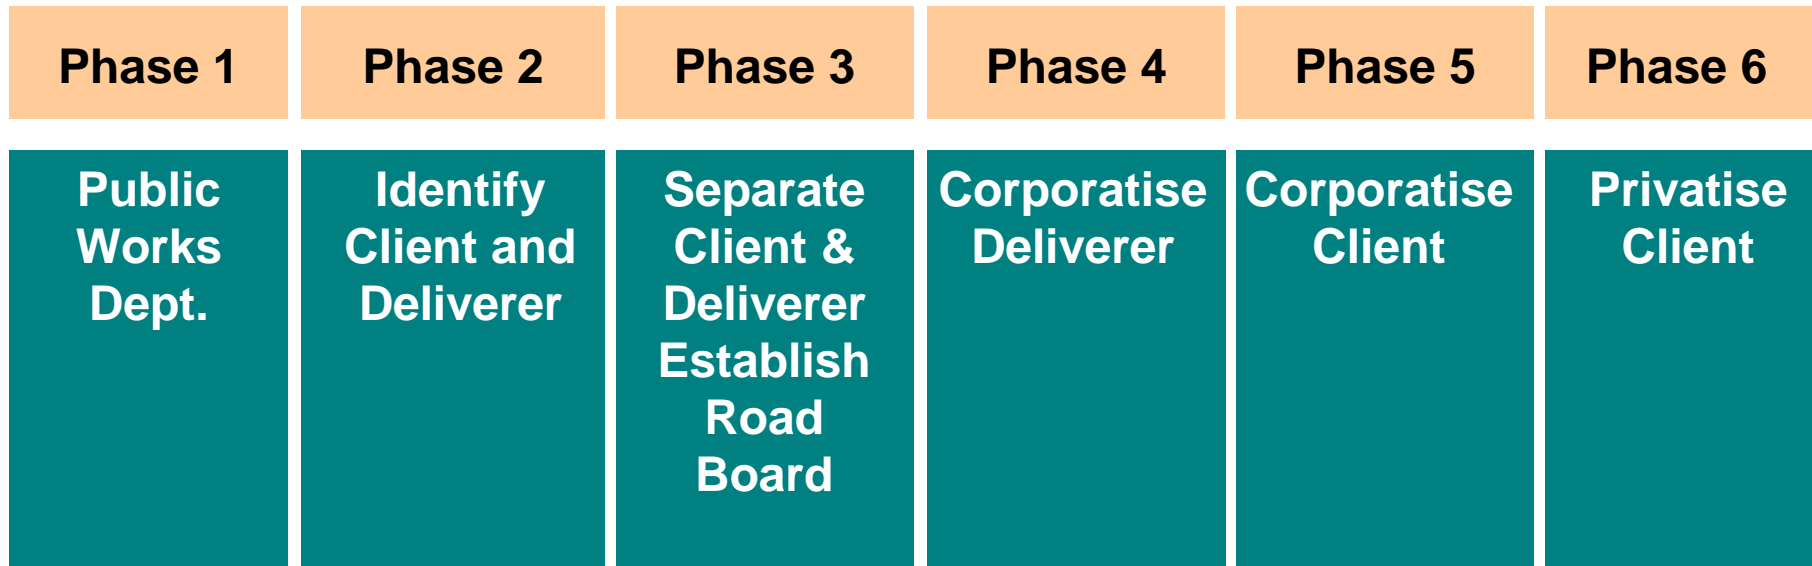 Phase 1
Phase 2
Phase 3
Phase 4
Phase 5
Phase 6
Public
Works
Dept.
Identify
Client and
Deliverer
Separate
Client &
Deliverer
Establish
Road
Board
Corporatise
Deliverer
Corporatise
Client
Privatise
Client